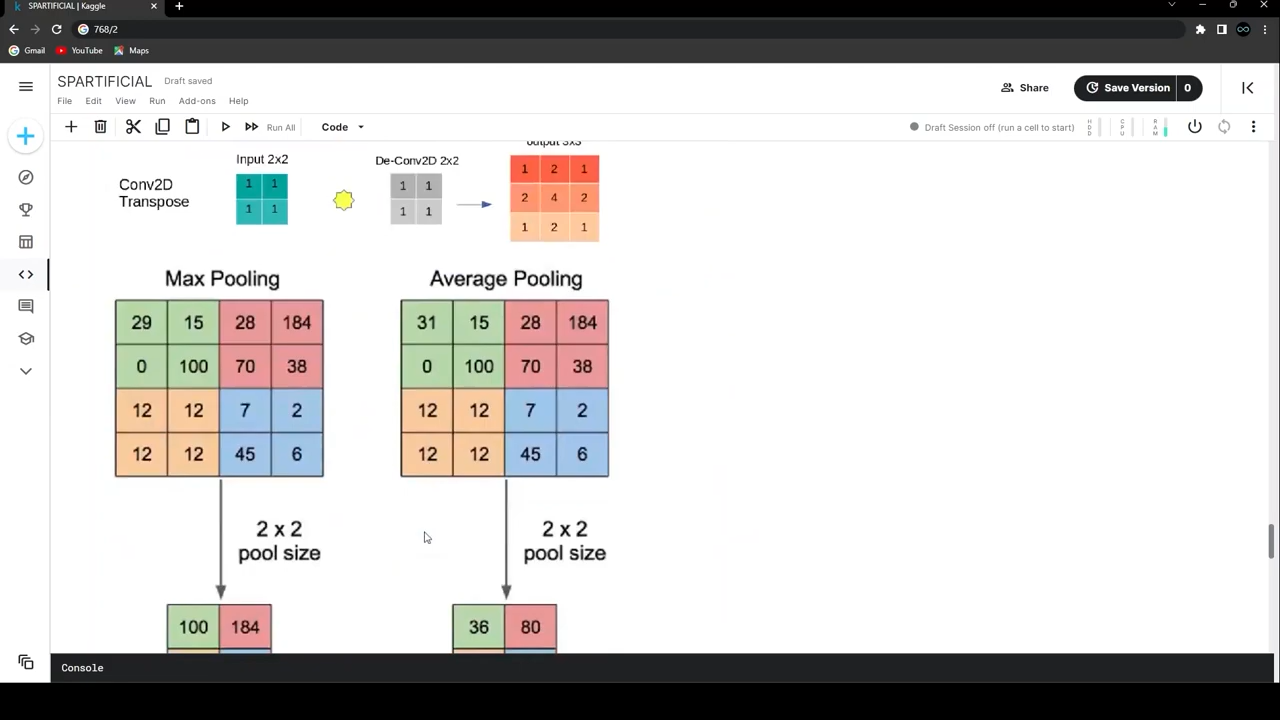 SPARTIFICIAL | Kaggle
768/2
Gmail YouTube Maps
SPARTIFICIAL Draft saved
File Edit View Run Add-ons Help
Share
Save Version 0
Run All Code
Draft Session off (run a cell to start)
HDD CPU RAM
Input 2x2 De-Conv2D 2x2 output 3x3
Conv2D
Transpose
1 1
1 1
1 1
1 1
1 2 1
2 4 2
1 2 1
Max Pooling
29 15 28 184
0 100 70 38
12 12 7 2
12 12 45 6
2 x 2
pool size
100 184
Average Pooling
31 15 28 184
0 100 70 38
12 12 7 2
12 12 45 6
2 x 2
pool size
36 80
Console